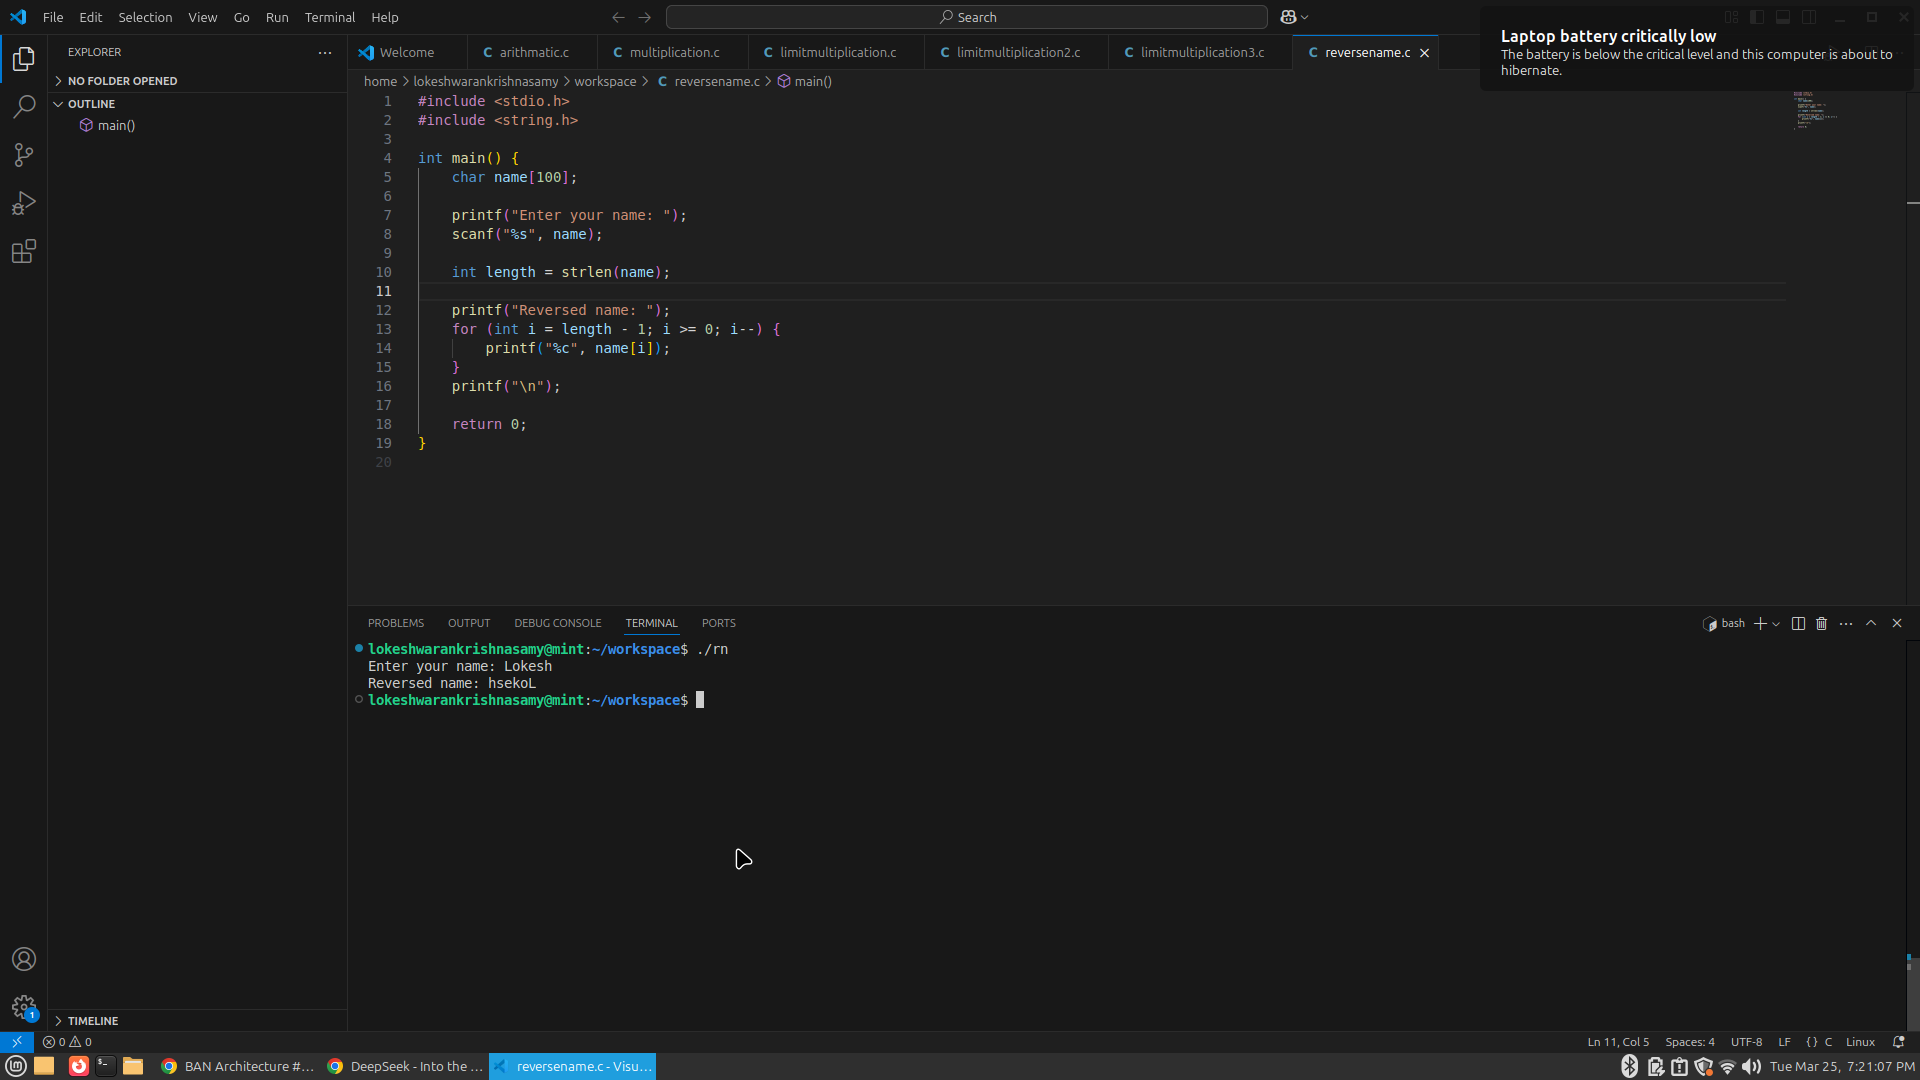 File Edit Selection View Go Run Terminal Help
Search
Laptop battery critically low
The battery is below the critical level and this computer is about to
hibernate.
EXPLORER
NO FOLDER OPENED
OUTLINE
main()
TIMELINE
Welcome
C arithmatic.c
C multiplication.c
C limitmultiplication.c
C limitmultiplication2.c
C limitmultiplication3.c
C reversename.c
home > lokeshwarankrishnasamy > workspace > C reversename.c > main()
1 #include <stdio.h>
2 #include <string.h>
3
4 int main() {
5 char name[100];
6
7 printf("Enter your name: ");
8 scanf("%s", name);
9
10 int length = strlen(name);
11
12 printf("Reversed name: ");
13 for (int i = length - 1; i >= 0; i--) {
14 printf("%c", name[i]);
15 }
16 printf("\n");
17
18 return 0;
19 }
20
PROBLEMS OUTPUT DEBUG CONSOLE TERMINAL PORTS
bash
lokeshwarankrishnasamy@mint:~/workspace$ ./rn
Enter your name: Lokesh
Reversed name: hsekoL
lokeshwarankrishnasamy@mint:~/workspace$
1
0 0
Ln 11, Col 5 Spaces: 4 UTF-8 LF {} C Linux
BAN Architecture #...
DeepSeek - Into the ...
reversename.c - Visu...
Tue Mar 25, 7:21:07 PM